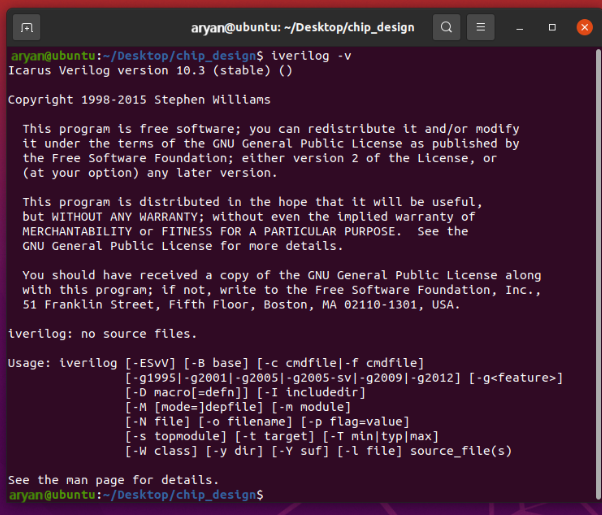 aryan@ubuntu: ~/Desktop/chip_design
aryan@ubuntu:~/Desktop/chip_design$ iverilog -v
Icarus Verilog version 10.3 (stable) ()
Copyright 1998-2015 Stephen Williams
This program is free software; you can redistribute it and/or modify
it under the terms of the GNU General Public License as published by
the Free Software Foundation; either version 2 of the License, or
(at your option) any later version.
This program is distributed in the hope that it will be useful,
but WITHOUT ANY WARRANTY; without even the implied warranty of
MERCHANTABILITY or FITNESS FOR A PARTICULAR PURPOSE.  See the
GNU General Public License for more details.
You should have received a copy of the GNU General Public License along
with this program; if not, write to the Free Software Foundation, Inc.,
51 Franklin Street, Fifth Floor, Boston, MA 02110-1301, USA.
iverilog: no source files.
Usage: iverilog [-ESvV] [-B base] [-c cmdfile|-f cmdfile]
[-g1995|-g2001|-g2005|-g2005-sv|-g2009|-g2012] [-g<feature>]
[-D macro[=defn]] [-I includedir]
[-M [mode=]depfile] [-m module]
[-N file] [-o filename] [-p flag=value]
[-s topmodule] [-t target] [-T min|typ|max]
[-W class] [-y dir] [-Y suf] [-l file] source_file(s)
See the man page for details.
aryan@ubuntu:~/Desktop/chip_design$